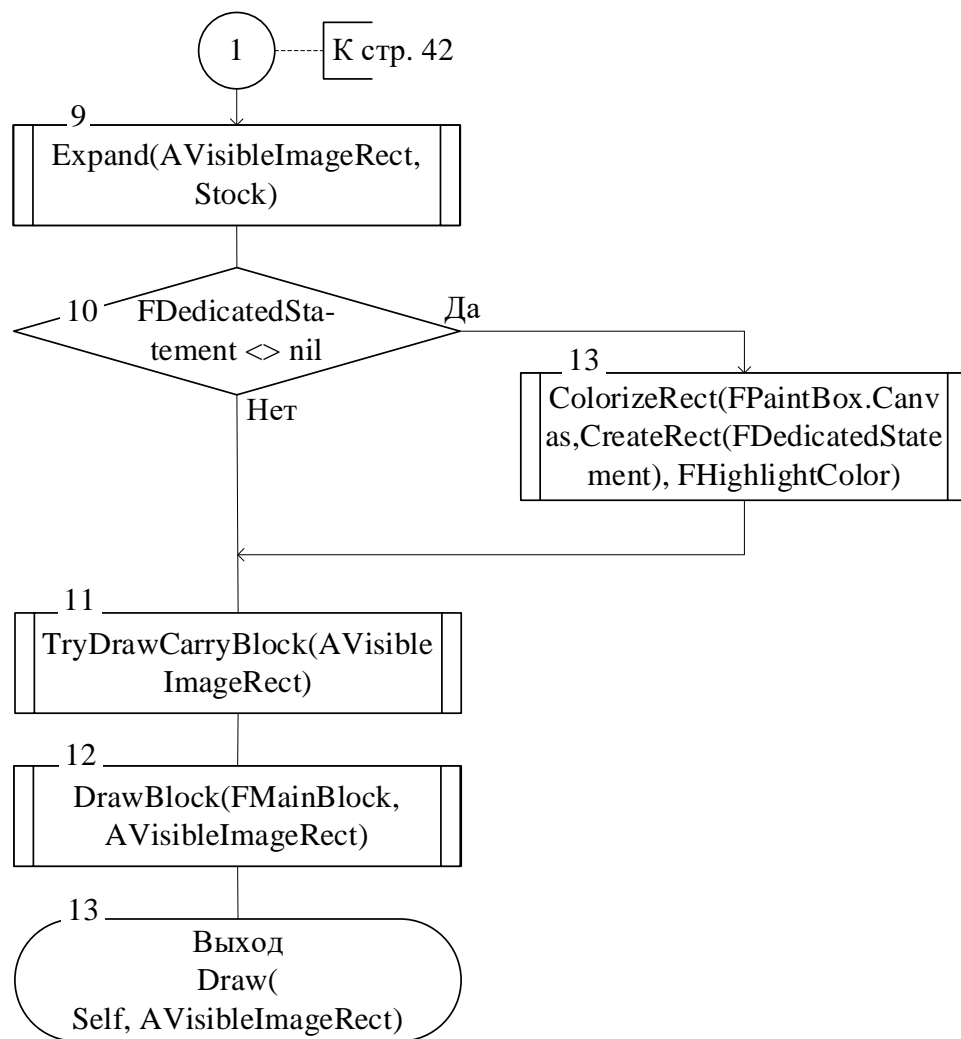 1
К стр. 42
9
Expand(AVisibleImageRect,
Stock)
10
FDedicatedSta-
tement <> nil
Да
Нет
13
ColorizeRect(FPaintBox.Canv
as,CreateRect(FDedicatedState
ment), FHighlightColor)
11
TryDrawCarryBlock(AVisible
ImageRect)
12
DrawBlock(FMainBlock,
AVisibleImageRect)
13
Выход
Draw(
Self, AVisibleImageRect)